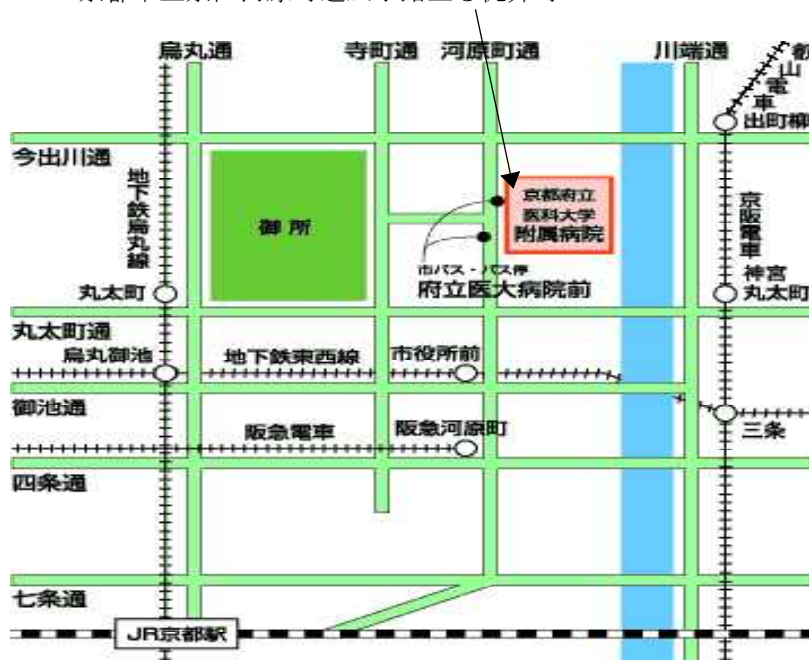 烏丸通
寺町通
河原町通
川端通
叡山電車
出町柳
今出川通
地下鉄烏丸線
御所
京都府立
医科大学
附属病院
京阪電車
市バス・バス停
府立医大病院前
神宮
丸太町
丸太町
丸太町通
烏丸御池
地下鉄東西線
市役所前
御池通
阪急電車
阪急河原町
三条
四条通
七条通
JR京都駅